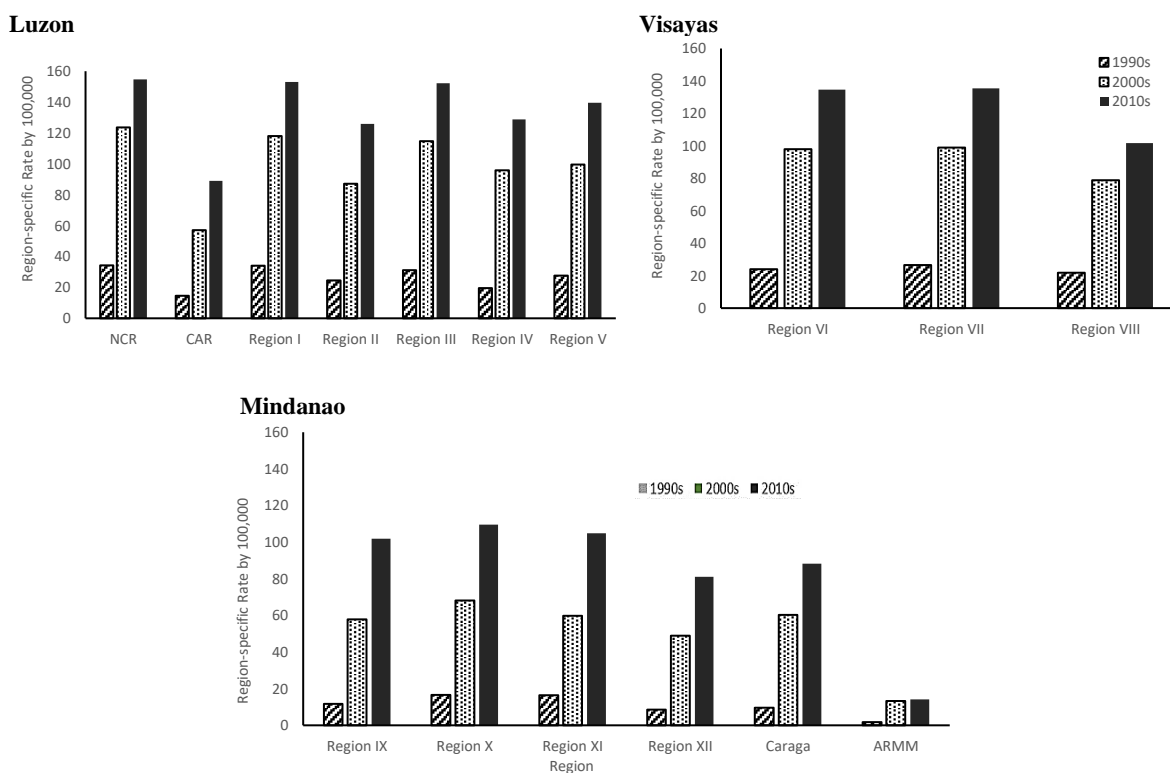 Luzon
Region-specific Rate by 100,000
160
140
120
100
80
60
40
20
0
NCR CAR Region I Region II Region III Region IV Region V
Visayas
Region-specific Rate by 100,000
160
140
120
100
80
60
40
20
0
1990s
2000s
2010s
Region VI Region VII Region VIII
Mindanao
Region-specific Rate by 100,000
160
140
120
100
80
60
40
20
0
1990s 2000s 2010s
Region IX Region X Region XI Region XII Caraga ARMM
Region